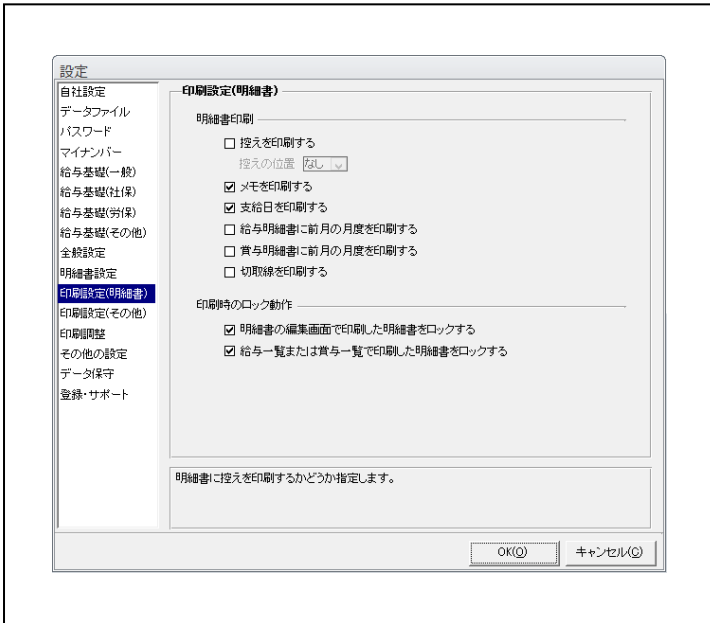 設定
自社設定
データファイル
パスワード
マイナンバー
給与基礎(一般)
給与基礎(社保)
給与基礎(労保)
給与基礎(その他)
全般設定
明細書設定
印刷設定(明細書)
印刷設定(その他)
印刷調整
その他の設定
データ保守
登録・サポート
印刷設定(明細書)
明細書印刷
控えを印刷する
控えの位置 なし
メモを印刷する
支給日を印刷する
給与明細書に前月の月度を印刷する
賞与明細書に前月の月度を印刷する
切取線を印刷する
印刷時のロック動作
明細書の編集画面で印刷した明細書をロックする
給与一覧または賞与一覧で印刷した明細書をロックする
明細書に控えを印刷するかどうか指定します。
OK(O) キャンセル(C)